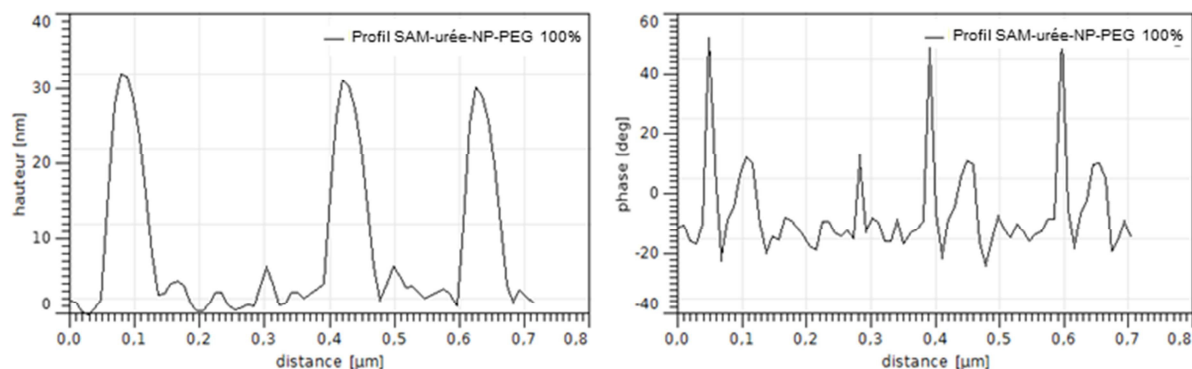 40
Profil SAM-urée-NP-PEG 100%
30
20
10
0
hauteur [nm]
0,0 0,1 0,2 0,3 0,4 0,5 0,6 0,7 0,8
distance [µm]
60
Profil SAM-urée-NP-PEG 100%
40
20
0
-20
-40
phase [deg]
0.0 0,1 0,2 0,3 0,4 0,5 0,6 0,7 0,8
distance [µm]